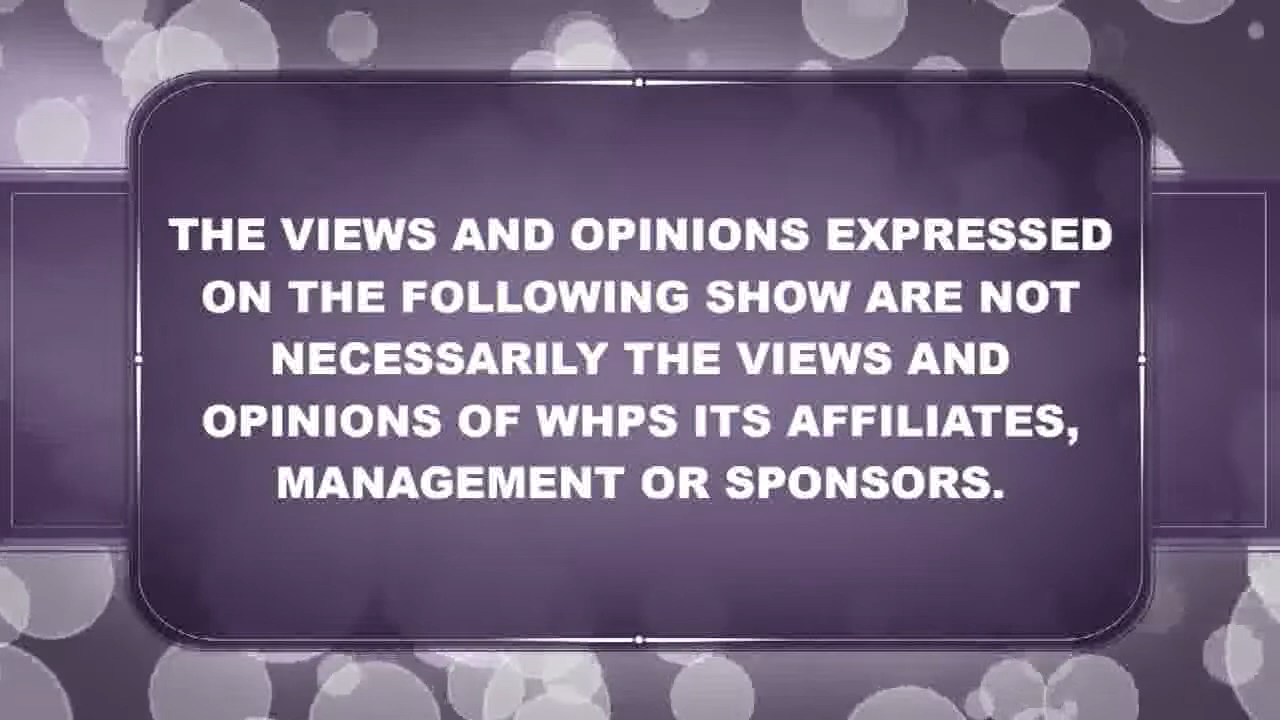 THE VIEWS AND OPINIONS EXPRESSED
ON THE FOLLOWING SHOW ARE NOT
NECESSARILY THE VIEWS AND
OPINIONS OF WHPS ITS AFFILIATES,
MANAGEMENT OR SPONSORS.